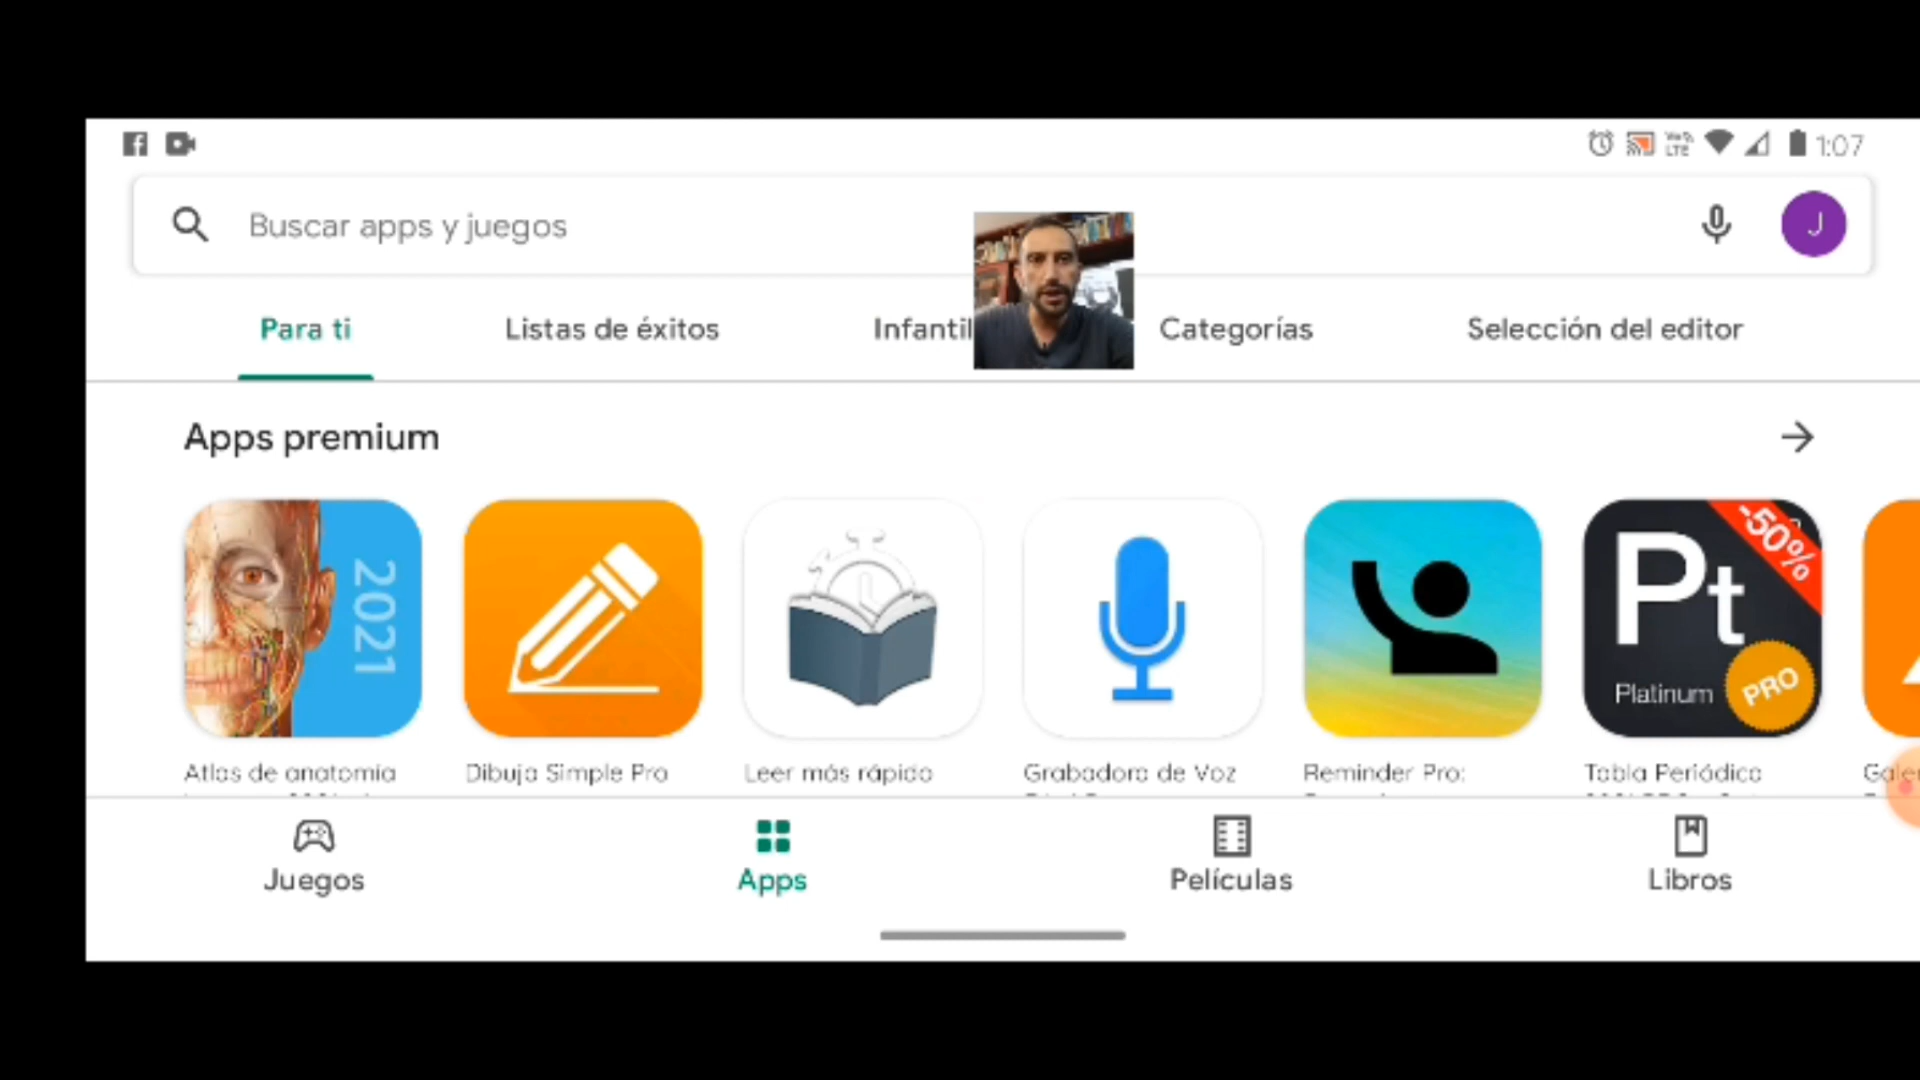 1:07
Buscar apps y juegos
J
Para ti
Listas de éxitos
Infantil
Categorías
Selección del editor
Apps premium
2021
-50%
Pt
Platinum
PRO
Atlas de anatomía
Dibuja Simple Pro
Leer más rápido
Grabadora de Voz
Reminder Pro:
Tabla Periódica
Juegos
Apps
Películas
Libros